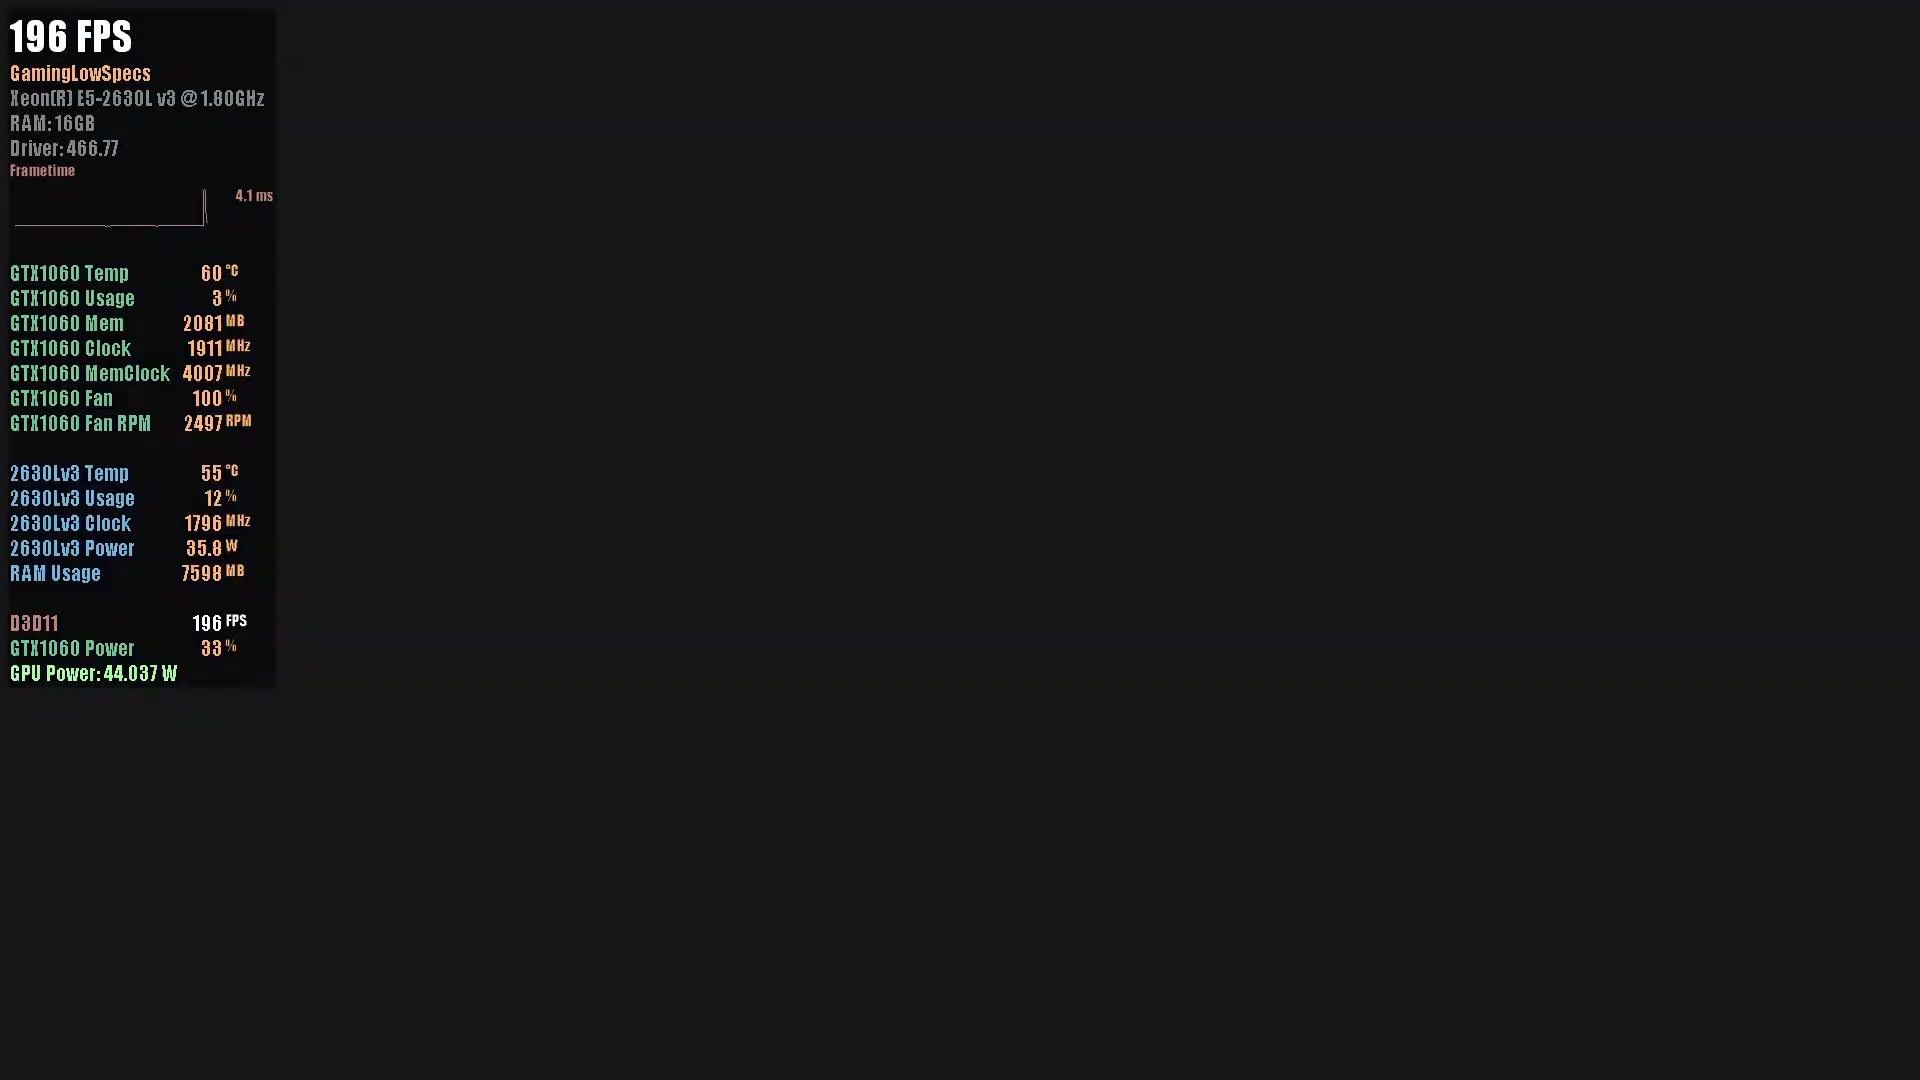 196 FPS
GamingLowSpecs
Xeon(R) E5-2630L v3 @ 1.80GHz
RAM: 16GB
Driver: 466.77
Frametime
4.1 ms
GTX1060 Temp 60 °C
GTX1060 Usage 3 %
GTX1060 Mem 2081 MB
GTX1060 Clock 1911 MHz
GTX1060 MemClock 4007 MHz
GTX1060 Fan 100 %
GTX1060 Fan RPM 2497 RPM
2630Lv3 Temp 55 °C
2630Lv3 Usage 12 %
2630Lv3 Clock 1796 MHz
2630Lv3 Power 35.8 W
RAM Usage 7598 MB
D3D11 196 FPS
GTX1060 Power 33 %
GPU Power: 44.037 W